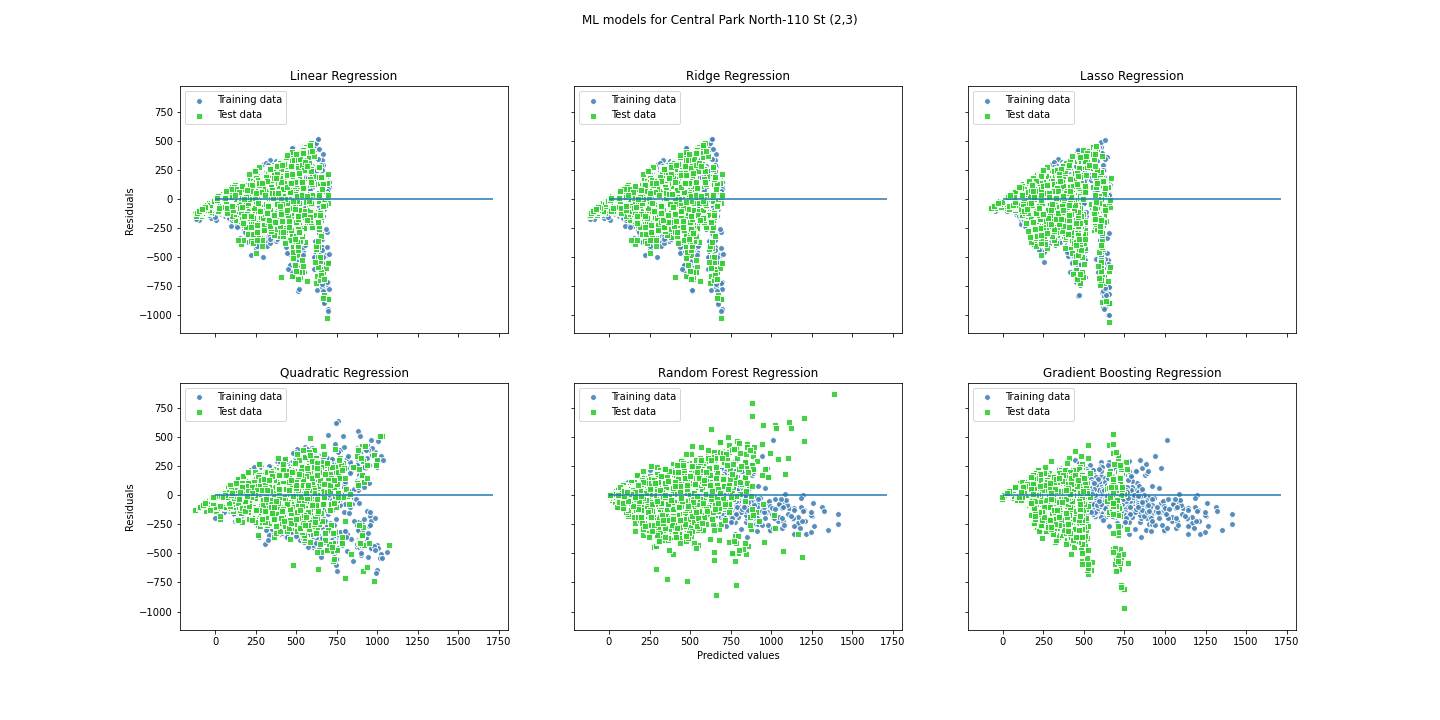 ML models for Central Park North-110 St (2,3)
Linear Regression
Training data
Test data
750
500
250
0
−250
−500
−750
−1000
Residuals
Ridge Regression
Training data
Test data
Lasso Regression
Training data
Test data
Quadratic Regression
Training data
Test data
750
500
250
0
−250
−500
−750
−1000
Residuals
0 250 500 750 1000 1250 1500 1750
Random Forest Regression
Training data
Test data
0 250 500 750 1000 1250 1500 1750
Predicted values
Gradient Boosting Regression
Training data
Test data
0 250 500 750 1000 1250 1500 1750